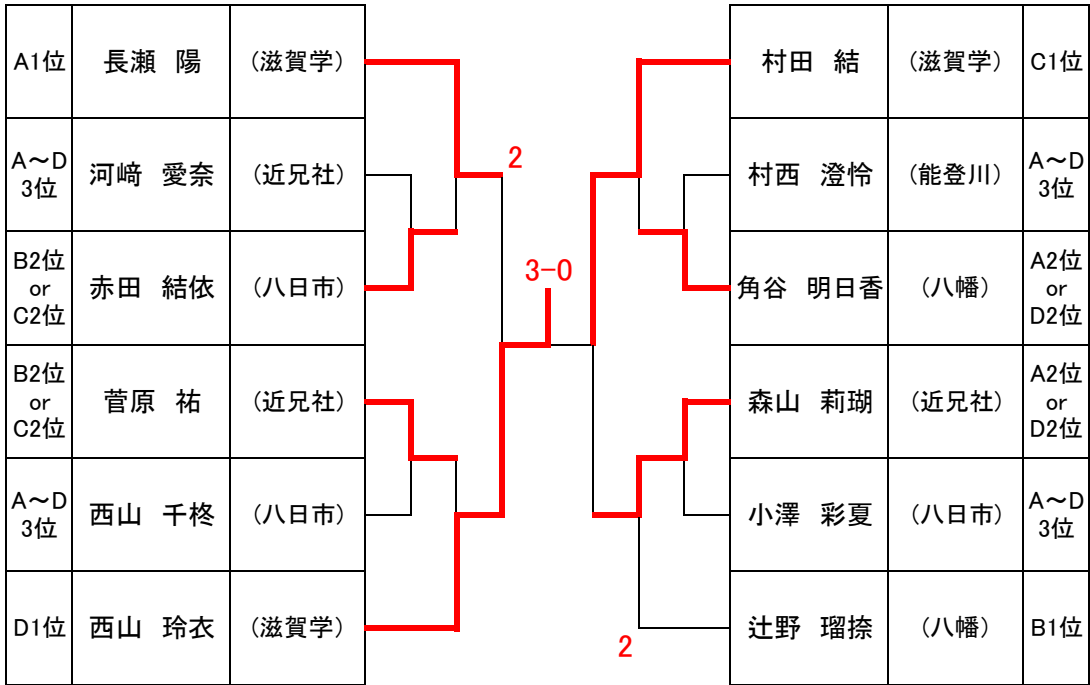 A1位 長瀬 陽 (滋賀学)
A～D
3位
河﨑 愛奈 (近兄社)
B2位
or
C2位
赤田 結依 (八日市)
B2位
or
C2位
菅原 祐 (近兄社)
A～D
3位
西山 千柊 (八日市)
D1位 西山 玲衣 (滋賀学)
2
3-0
2
村田 結 (滋賀学) C1位
村西 澄怜 (能登川)
A～D
3位
角谷 明日香 (八幡)
A2位
or
D2位
森山 莉瑚 (近兄社)
A2位
or
D2位
小澤 彩夏 (八日市)
A～D
3位
辻野 瑠捺 (八幡) B1位